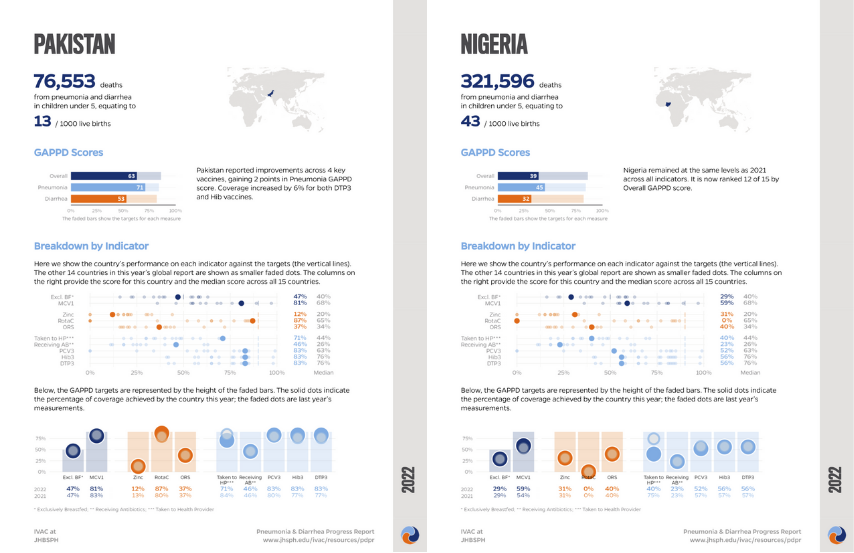 PAKISTAN
76,553 deaths
from pneumonia and diarrhea
in children under 5, equating to
13 / 1000 live births
GAPPD Scores
Overall 63
Pneumonia 71
Diarrhea 53
0% 25% 50% 75% 100%
The faded bars show the targets for each measure
Pakistan reported improvements across 4 key
vaccines, gaining 2 points in Pneumonia GAPPD
score. Coverage increased by 6% for both DTP3
and Hib vaccines.
Breakdown by Indicator
Here we show the country's performance on each indicator against the targets (the vertical lines).
The other 14 countries in this year's global report are shown as smaller faded dots. The columns on
the right provide the score for this country and the median score across all 15 countries.
Excl. BF* 47% 40%
MCV1 81% 68%
Zinc 12% 20%
RotaC 87% 65%
ORS 37% 34%
Taken to HP*** 71% 44%
Receiving AB** 46% 26%
PCV3 83% 63%
Hib3 83% 76%
DTP3 83% 76%
0% 25% 50% 75% 100% Median
Below, the GAPPD targets are represented by the height of the faded bars. The solid dots indicate
the percentage of coverage achieved by the country this year; the faded dots are last year's
measurements.
75%
50%
25%
0%
Excl. BF* MCV1 Zinc RotaC ORS Taken to HP*** Receiving AB** PCV3 Hib3 DTP3
2022 47% 81% 12% 87% 37% 71% 46% 83% 83% 83%
2021 47% 83% 13% 80% 37% 84% 46% 80% 77% 77%
* Exclusively Breastfed, ** Receiving Antibiotics, *** Taken to Health Provider
IVAC at
JHBSPH
Pneumonia & Diarrhea Progress Report
www.jhsph.edu/ivac/resources/pdpr
2022
NIGERIA
321,596 deaths
from pneumonia and diarrhea
in children under 5, equating to
43 / 1000 live births
GAPPD Scores
Overall 39
Pneumonia 45
Diarrhea 32
0% 25% 50% 75% 100%
The faded bars show the targets for each measure
Nigeria remained at the same levels as 2021
across all indicators. It is now ranked 12 of 15 by
Overall GAPPD score.
Breakdown by Indicator
Here we show the country's performance on each indicator against the targets (the vertical lines).
The other 14 countries in this year's global report are shown as smaller faded dots. The columns on
the right provide the score for this country and the median score across all 15 countries.
Excl. BF* 29% 40%
MCV1 59% 68%
Zinc 31% 20%
RotaC 0% 65%
ORS 40% 34%
Taken to HP*** 40% 44%
Receiving AB** 23% 26%
PCV3 52% 63%
Hib3 56% 76%
DTP3 56% 76%
0% 25% 50% 75% 100% Median
Below, the GAPPD targets are represented by the height of the faded bars. The solid dots indicate
the percentage of coverage achieved by the country this year; the faded dots are last year's
measurements.
75%
50%
25%
0%
Excl. BF* MCV1 Zinc RotaC ORS Taken to HP*** Receiving AB** PCV3 Hib3 DTP3
2022 29% 59% 31% 0% 40% 40% 23% 52% 56% 56%
2021 29% 54% 31% 0% 40% 75% 23% 57% 57% 57%
* Exclusively Breastfed, ** Receiving Antibiotics, *** Taken to Health Provider
IVAC at
JHBSPH
Pneumonia & Diarrhea Progress Report
www.jhsph.edu/ivac/resources/pdpr
2022